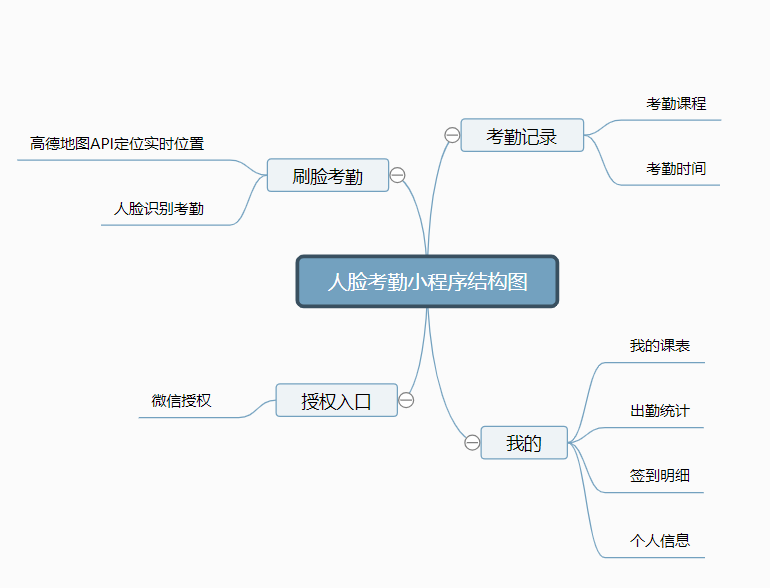 考勤课程
考勤记录
高德地图API定位实时位置
考勤时间
刷脸考勤
人脸识别考勤
人脸考勤小程序结构图
我的课表
微信授权
授权入口
出勤统计
我的
签到明细
个人信息